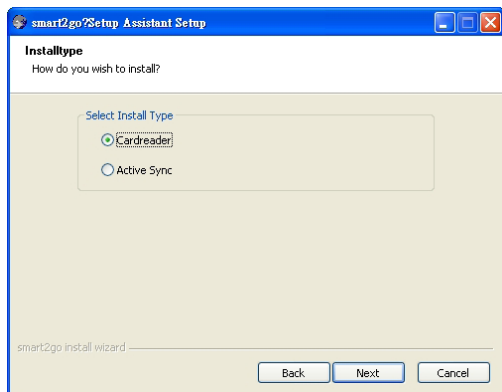 smart2go?Setup Assistant Setup
Installtype
How do you wish to install?
Select Install Type
Cardreader
Active Sync
smart2go install wizard
Back Next Cancel